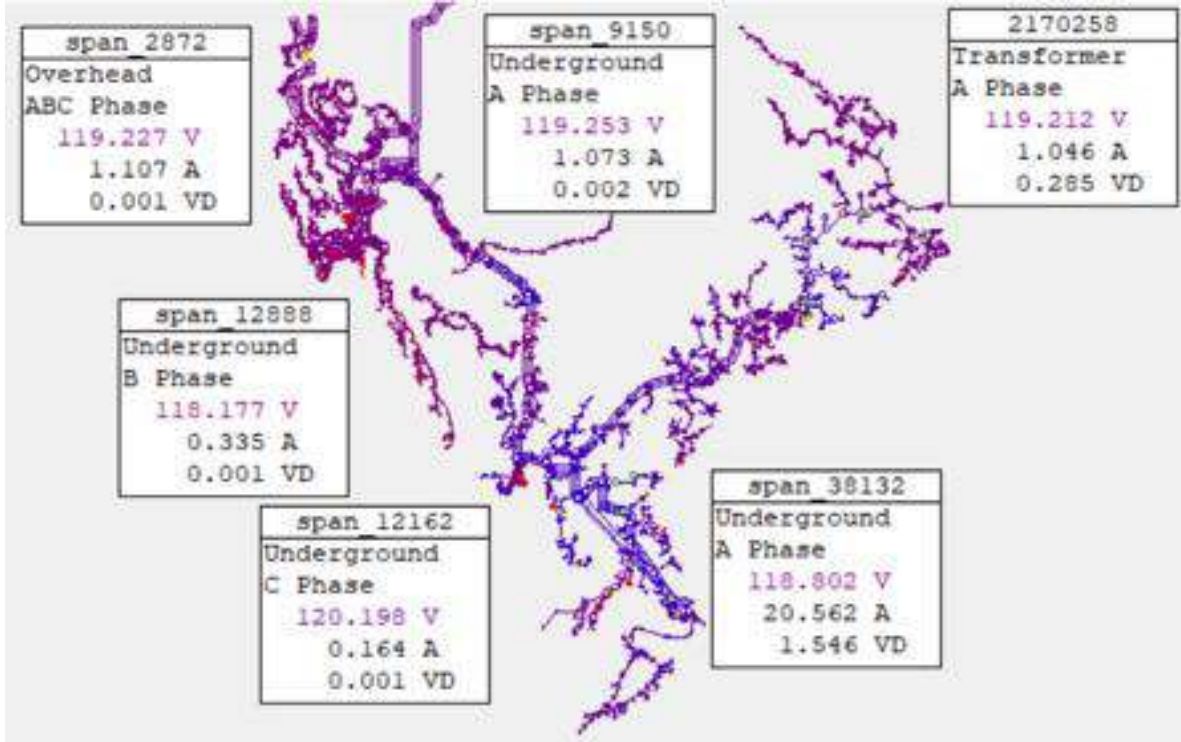 span_2872
Overhead
ABC Phase
119.227 V
1.107 A
0.001 VD
span_9150
Underground
A Phase
119.253 V
1.073 A
0.002 VD
2170258
Transformer
A Phase
119.212 V
1.046 A
0.285 VD
span_12888
Underground
B Phase
118.177 V
0.335 A
0.001 VD
span_12162
Underground
C Phase
120.198 V
0.164 A
0.001 VD
span_38132
Underground
A Phase
118.802 V
20.562 A
1.546 VD